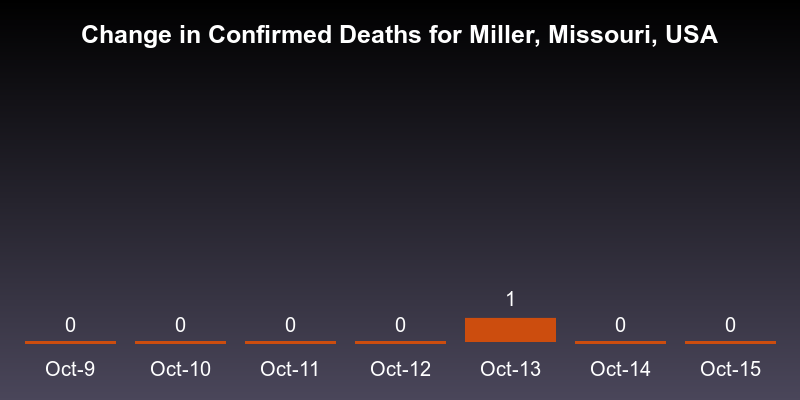 Change in Confirmed Deaths for Miller, Missouri, USA
0 0 0 0 1 0 0
Oct-9 Oct-10 Oct-11 Oct-12 Oct-13 Oct-14 Oct-15